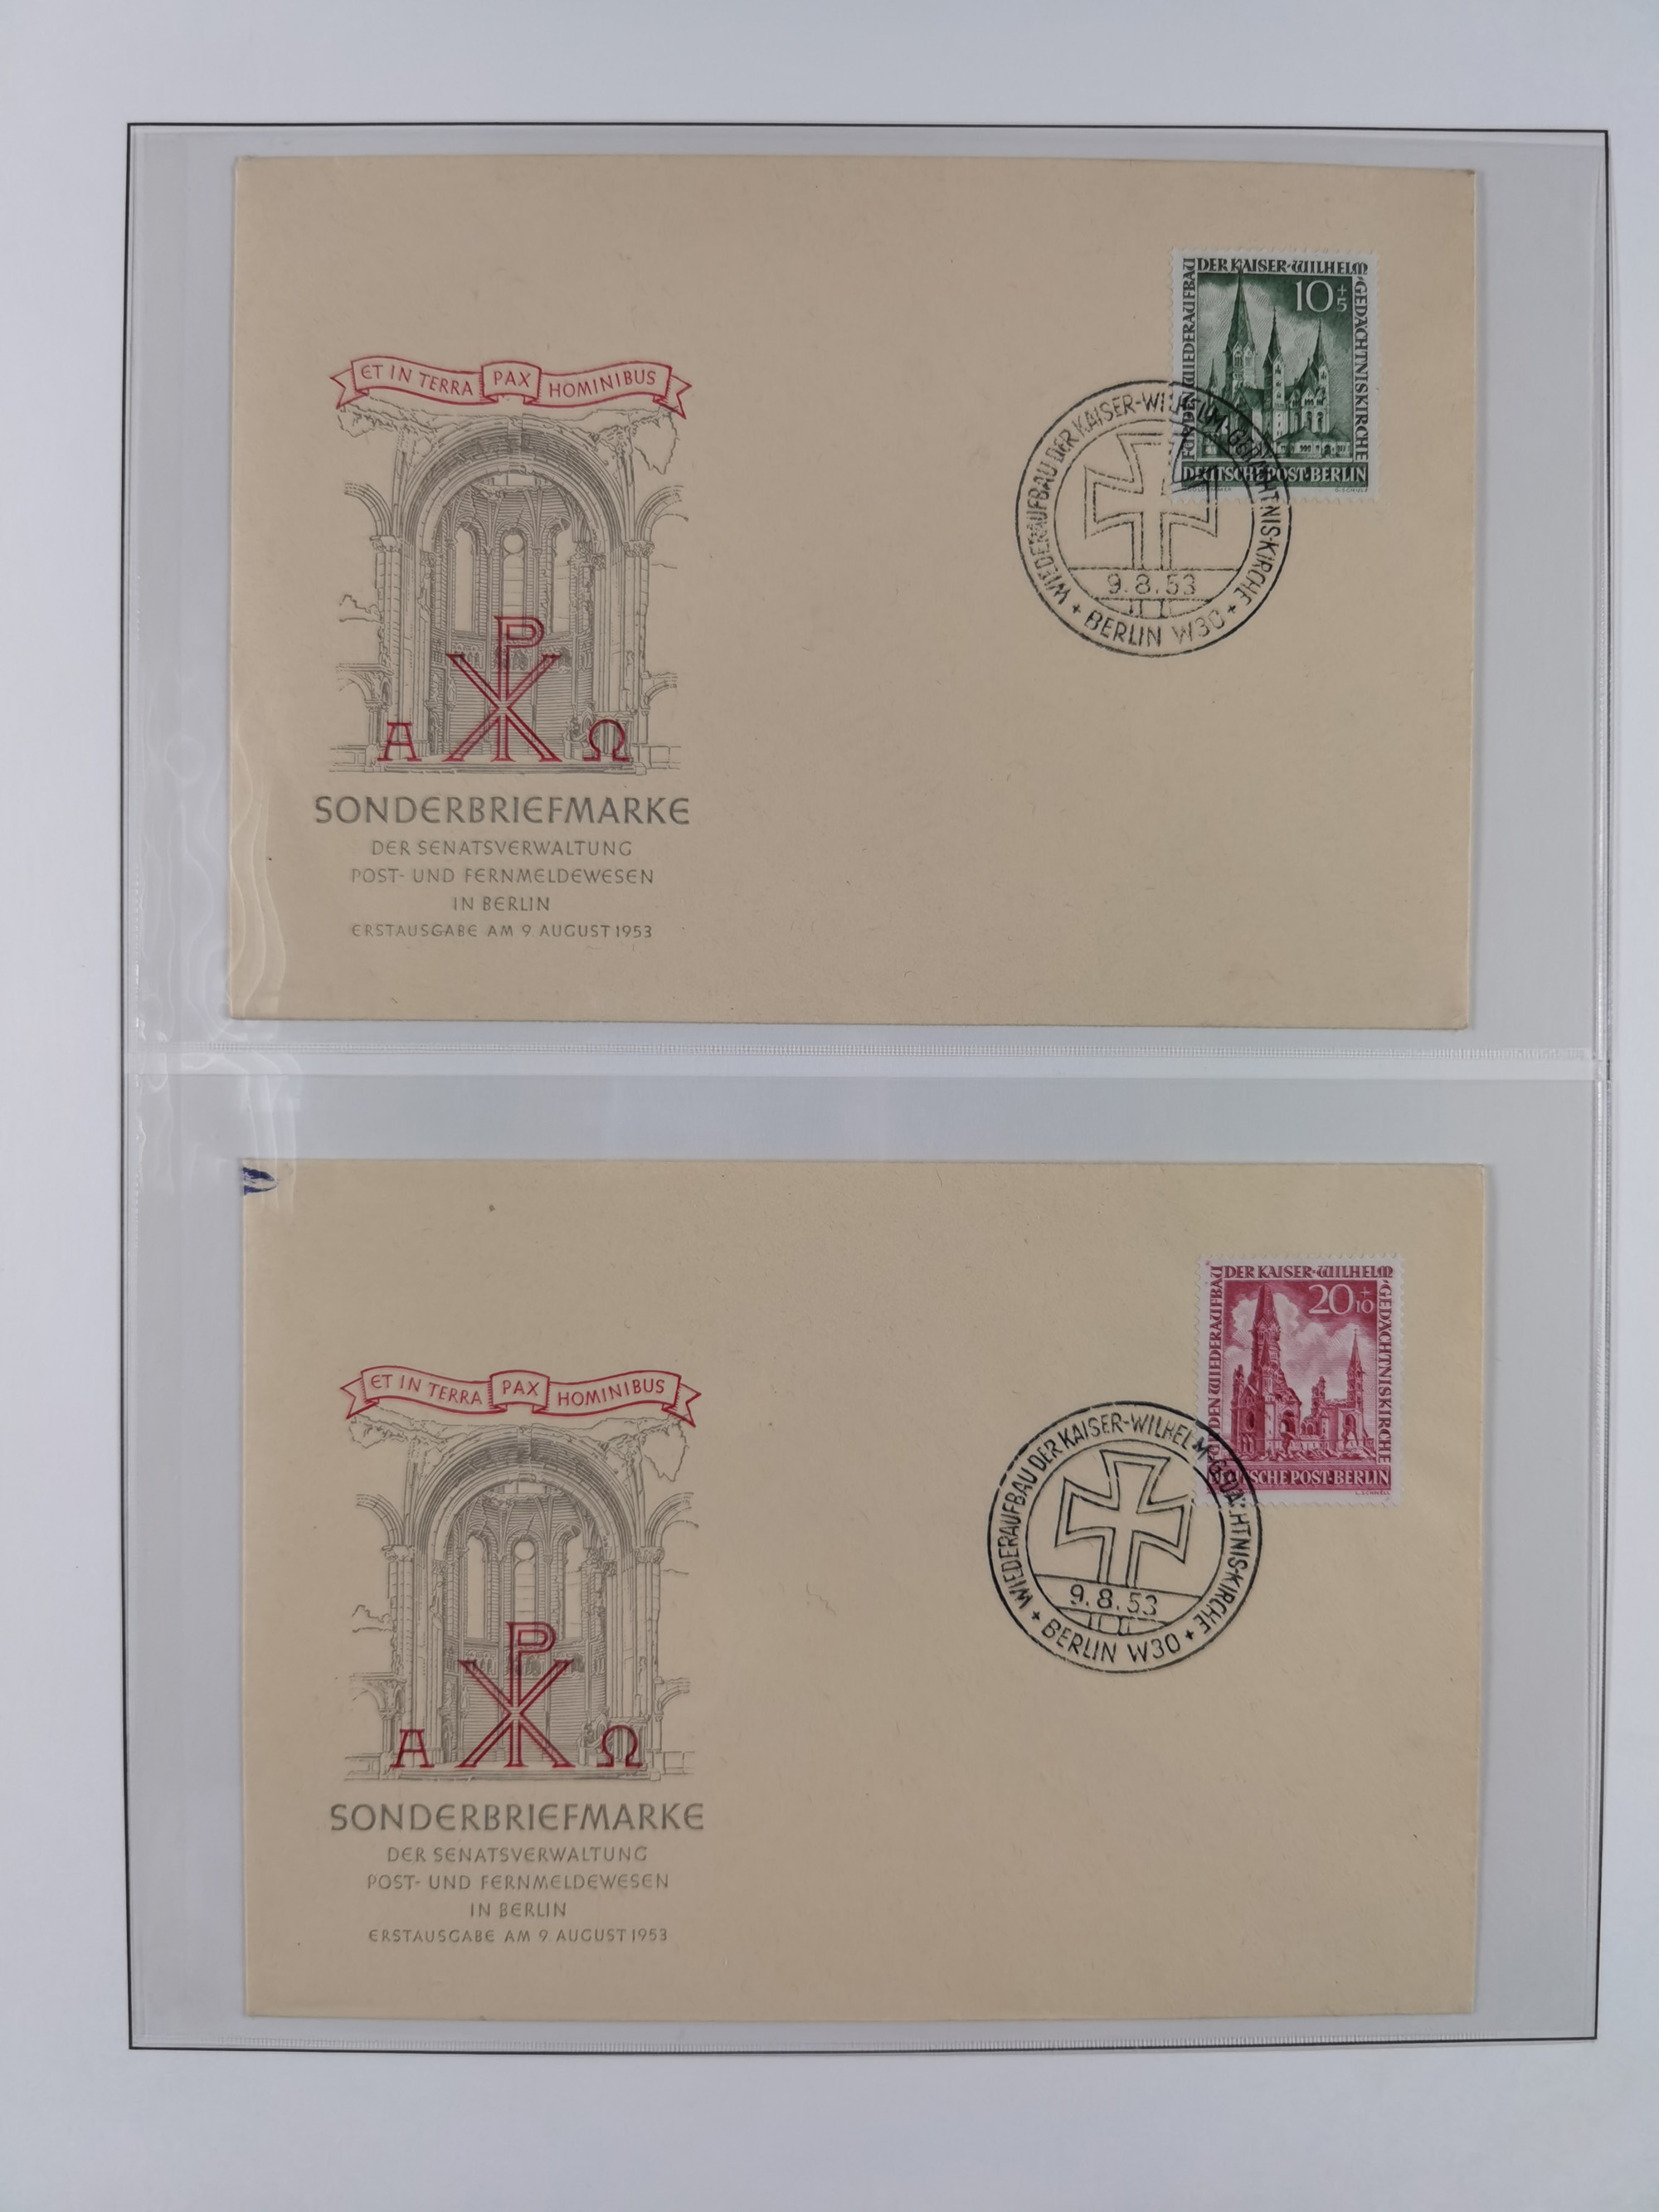 ET IN TERRA PAX HOMINIBUS
SONDERBRIEFMARKE
DER SENATSVERWALTUNG
POST- UND FERNMELDEWESEN
IN BERLIN
ERSTAUSGABE AM 9. AUGUST 1953
Α Ω
FÜR DEN WIEDERAUFBAU DER KAISER-WILHELM-GEDÄCHTNISKIRCHE
10+5
DEUTSCHE POST·BERLIN
WIEDERAUFBAU DER KAISER-WILHELM-GEDÄCHTNISKIRCHE
9.8.53
+ BERLIN W30 +
ET IN TERRA PAX HOMINIBUS
Α Ω
SONDERBRIEFMARKE
DER SENATSVERWALTUNG
POST- UND FERNMELDEWESEN
IN BERLIN
ERSTAUSGABE AM 9. AUGUST 1953
FÜR DEN WIEDERAUFBAU DER KAISER-WILHELM-GEDÄCHTNISKIRCHE
20+10
DEUTSCHE POST·BERLIN
WIEDERAUFBAU DER KAISER-WILHELM-GEDÄCHTNIS-KIRCHE
9.8.53
+ BERLIN W30 +